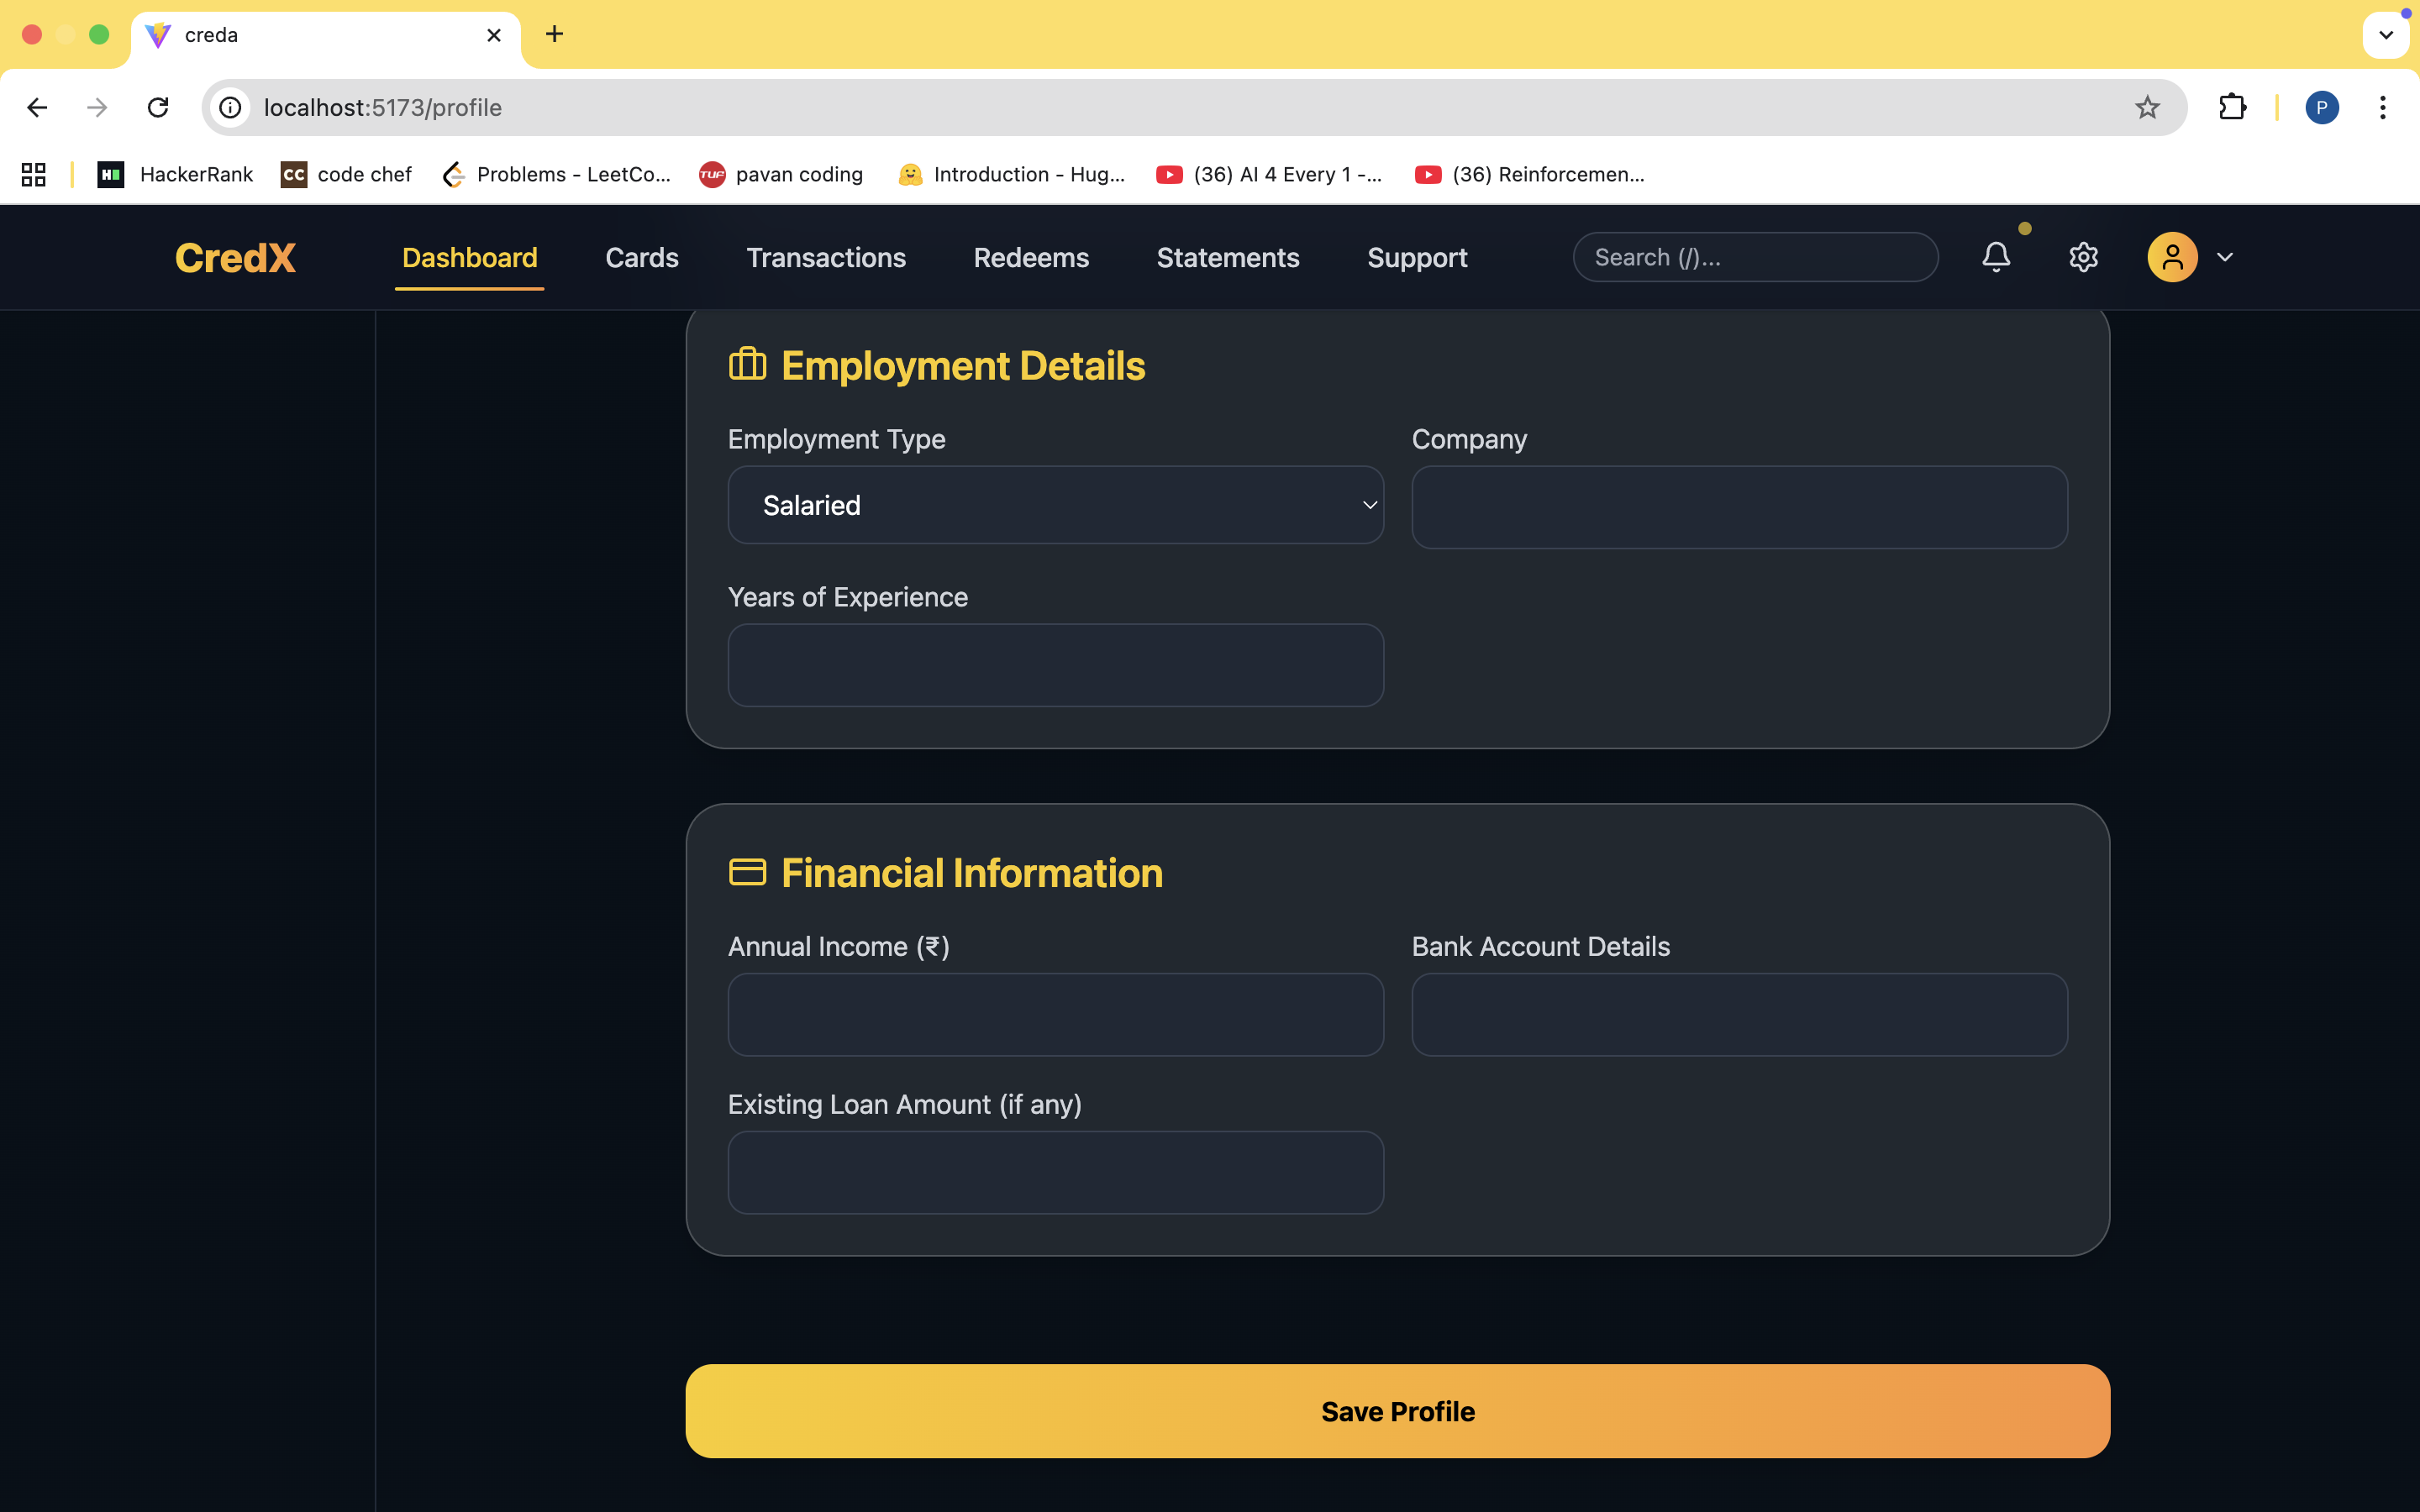 creda
localhost:5173/profile
P
HackerRank
CC code chef
Problems - LeetCo...
TUF pavan coding
Introduction - Hug...
(36) AI 4 Every 1 -...
(36) Reinforcemen...
CredX Dashboard Cards Transactions Redeems Statements Support Search (/)...
Employment Details
Employment Type Company
Salaried
Years of Experience
Financial Information
Annual Income (₹) Bank Account Details
Existing Loan Amount (if any)
Save Profile